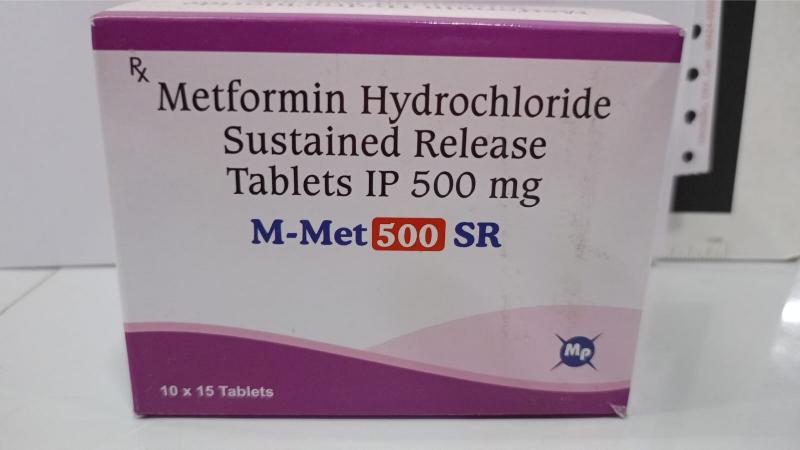 Rx
Metformin Hydrochloride
Sustained Release
Tablets IP 500 mg
M-Met 500 SR
Mp
10 x 15 Tablets